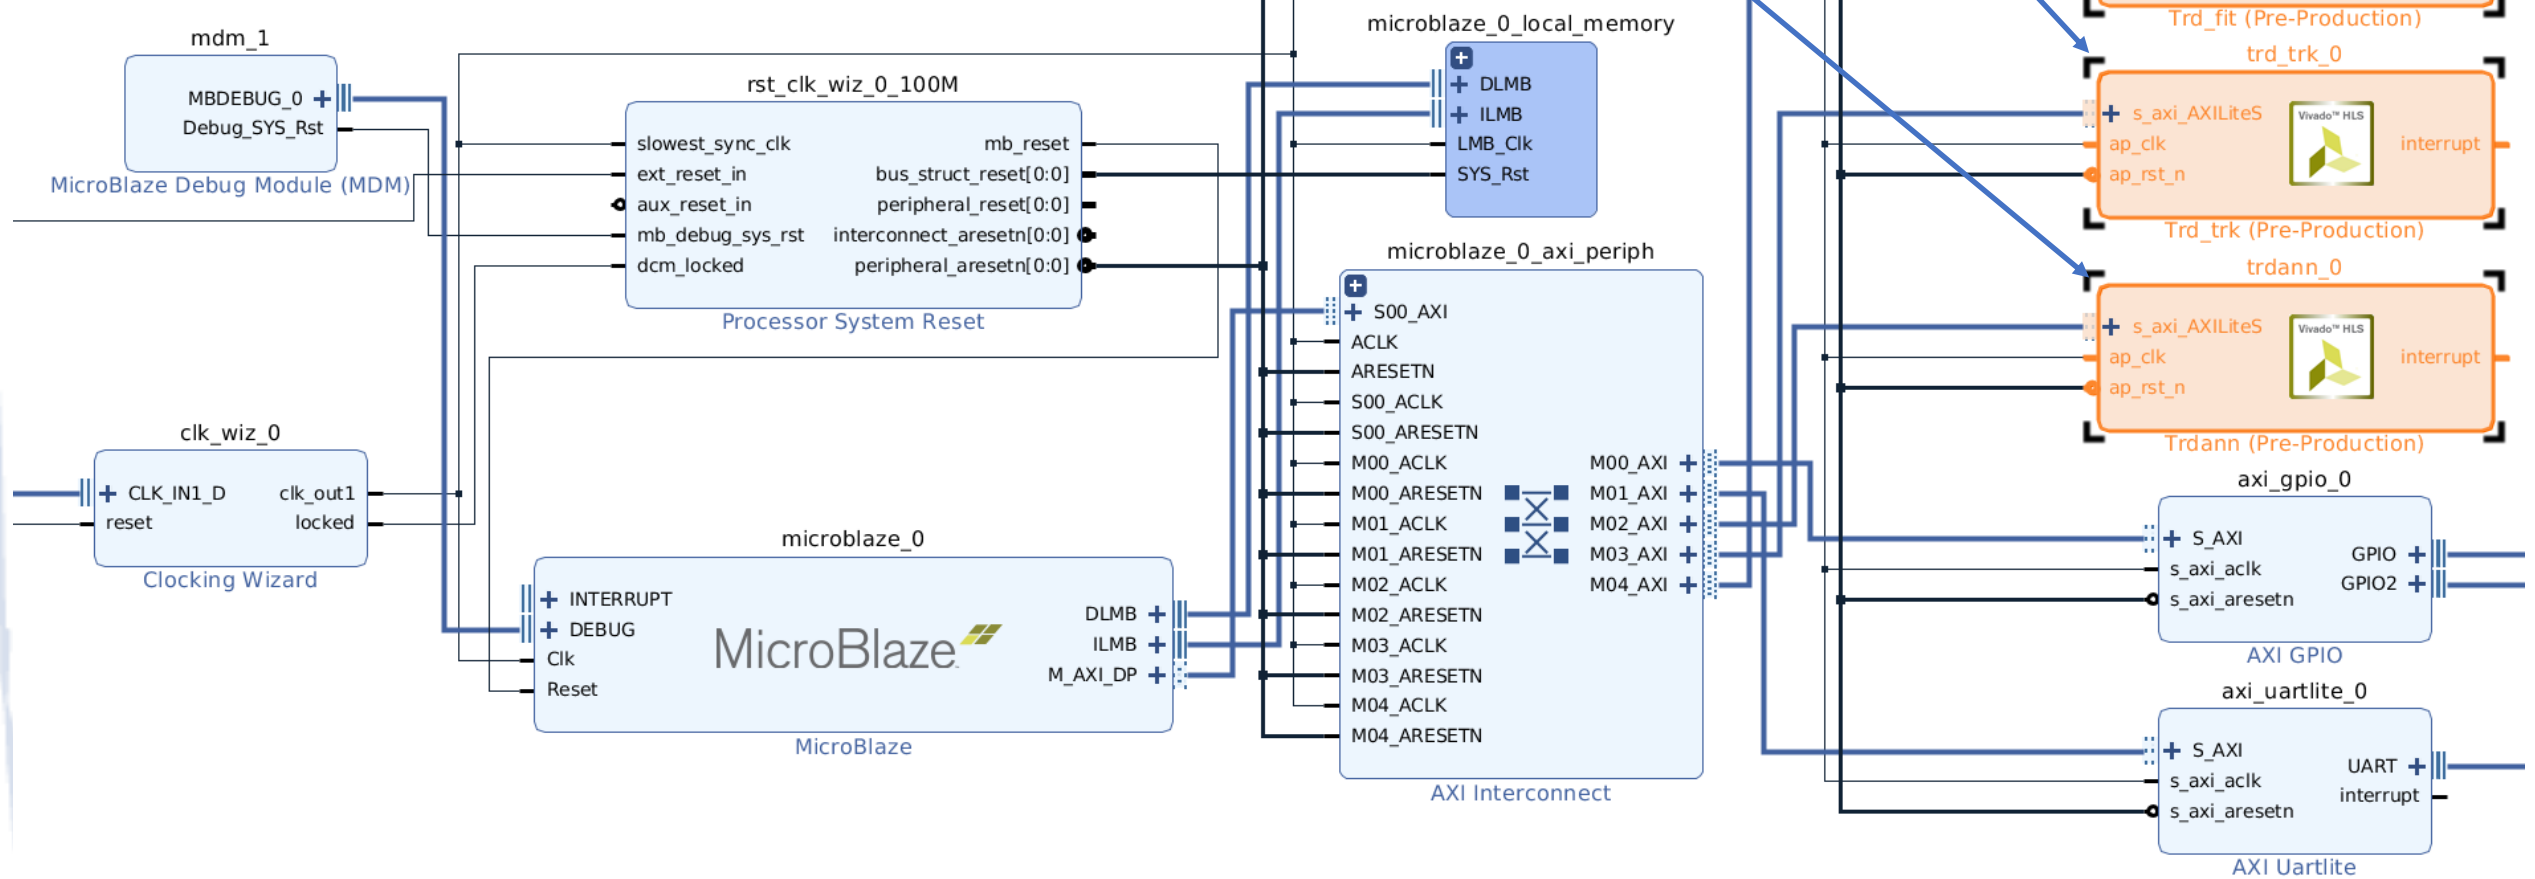 mdm_1
MBDEBUG_0
Debug_SYS_Rst
MicroBlaze Debug Module (MDM)
rst_clk_wiz_0_100M
slowest_sync_clk
ext_reset_in
aux_reset_in
mb_debug_sys_rst
dcm_locked
mb_reset
bus_struct_reset[0:0]
peripheral_reset[0:0]
interconnect_aresetn[0:0]
peripheral_aresetn[0:0]
Processor System Reset
clk_wiz_0
CLK_IN1_D
reset
clk_out1
locked
Clocking Wizard
microblaze_0
INTERRUPT
DEBUG
Clk
Reset
MicroBlaze
DLMB
ILMB
M_AXI_DP
MicroBlaze
microblaze_0_local_memory
DLMB
ILMB
LMB_Clk
SYS_Rst
microblaze_0_axi_periph
S00_AXI
ACLK
ARESETN
S00_ACLK
S00_ARESETN
M00_ACLK
M00_ARESETN
M01_ACLK
M01_ARESETN
M02_ACLK
M02_ARESETN
M03_ACLK
M03_ARESETN
M04_ACLK
M04_ARESETN
M00_AXI
M01_AXI
M02_AXI
M03_AXI
M04_AXI
AXI Interconnect
Trd_fit (Pre-Production)
trd_trk_0
s_axi_AXILiteS
ap_clk
ap_rst_n
Vivado™ HLS
interrupt
Trd_trk (Pre-Production)
trdann_0
s_axi_AXILiteS
ap_clk
ap_rst_n
Vivado™ HLS
interrupt
Trdann (Pre-Production)
axi_gpio_0
S_AXI
s_axi_aclk
s_axi_aresetn
GPIO
GPIO2
AXI GPIO
axi_uartlite_0
S_AXI
s_axi_aclk
s_axi_aresetn
UART
interrupt
AXI Uartlite